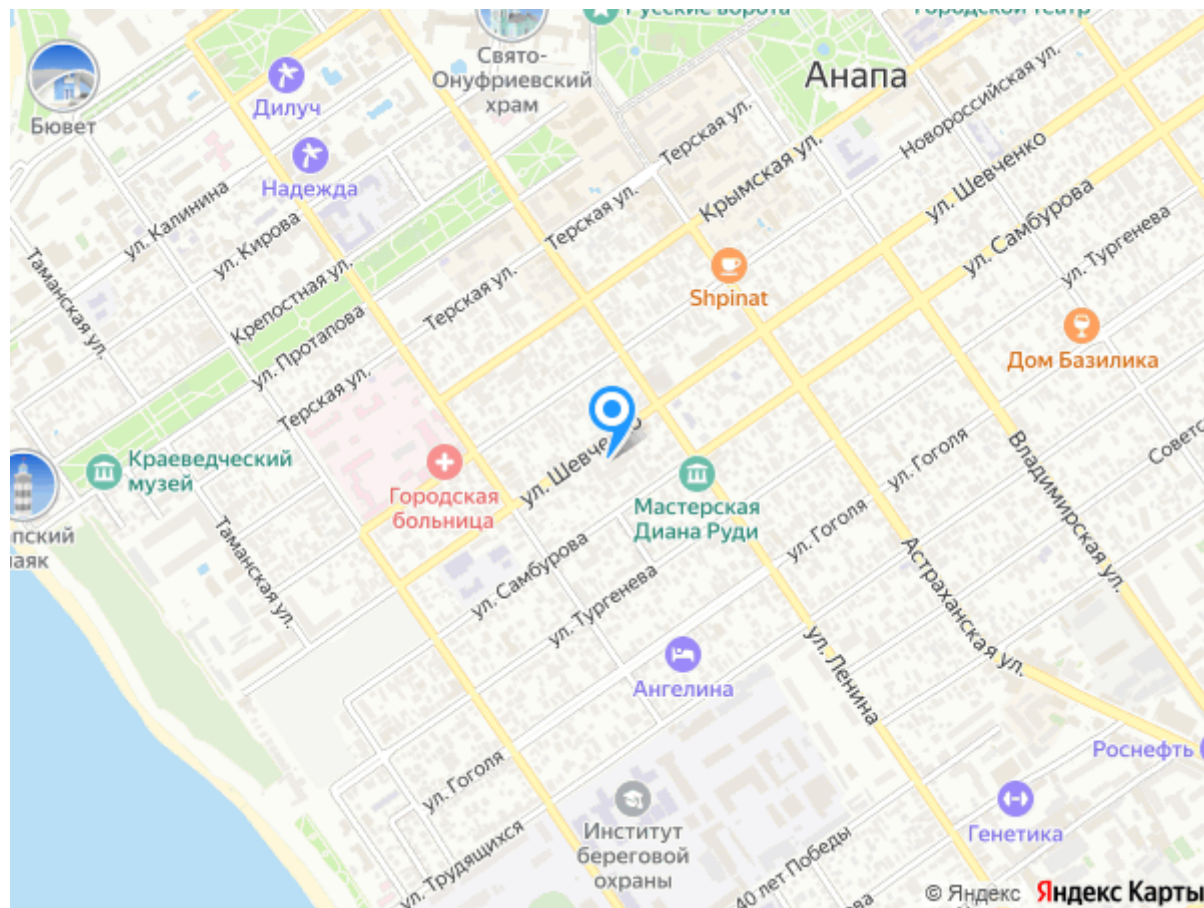 Русские ворота
Городской театр
Свято-
Онуфриевский
храм
Анапа
Бювет
Дилуч
Новороссийская ул.
Терская ул.
ул. Шевченко
Надежда
Крымская ул.
ул. Калинина
ул. Кирова
Терская ул.
ул. Самбурова
ул. Тургенева
Таманская ул.
Крепостная ул.
Терская ул.
Shpinat
ул. Протапова
Дом Базилика
Терская ул.
ул. Шевченко
Краеведческий
музей
Городская
больница
Мастерская
Диана Руди
ул. Гоголя
Владимирская ул.
Советс
пский
аяк
Таманская ул.
ул. Самбурова
ул. Тургенева
ул. Гоголя
Астраханская ул.
Ангелина
ул. Ленина
Роснефть
ул. Гоголя
Институт
береговой
охраны
Генетика
ул. Трудящихся
40 лет Победы
© Яндекс Яндекс Карты